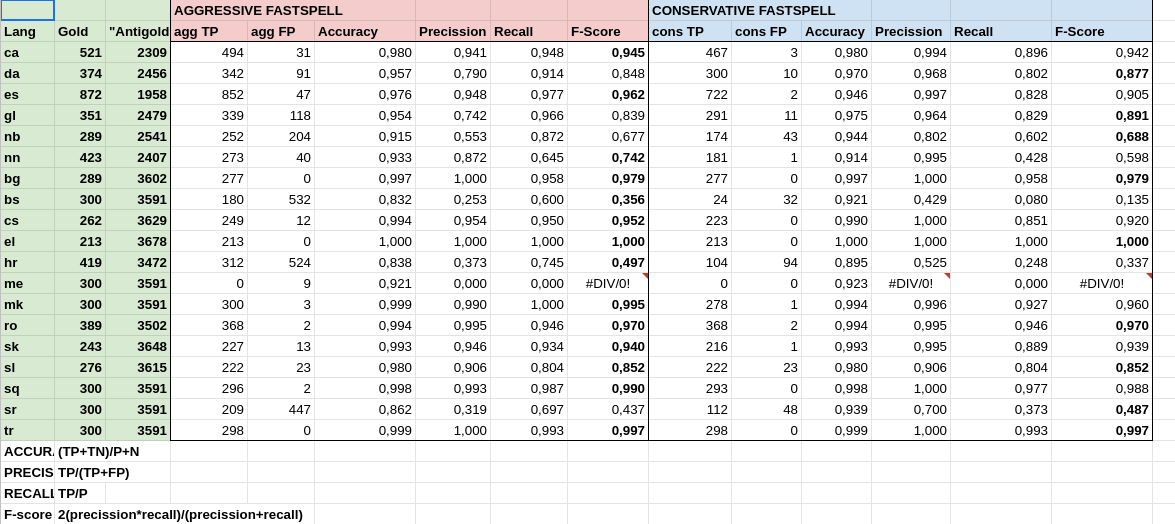 AGGRESSIVE FASTSPELL CONSERVATIVE FASTSPELL
Lang Gold "Antigold agg TP agg FP Accuracy Precission Recall F-Score cons TP cons FP Accuracy Precission Recall F-Score
ca 521 2309 494 31 0,980 0,941 0,948 0,945 467 3 0,980 0,994 0,896 0,942
da 374 2456 342 91 0,957 0,790 0,914 0,848 300 10 0,970 0,968 0,802 0,877
es 872 1958 852 47 0,976 0,948 0,977 0,962 722 2 0,946 0,997 0,828 0,905
gl 351 2479 339 118 0,954 0,742 0,966 0,839 291 11 0,975 0,964 0,829 0,891
nb 289 2541 252 204 0,915 0,553 0,872 0,677 174 43 0,944 0,802 0,602 0,688
nn 423 2407 273 40 0,933 0,872 0,645 0,742 181 1 0,914 0,995 0,428 0,598
bg 289 3602 277 0 0,997 1,000 0,958 0,979 277 0 0,997 1,000 0,958 0,979
bs 300 3591 180 532 0,832 0,253 0,600 0,356 24 32 0,921 0,429 0,080 0,135
cs 262 3629 249 12 0,994 0,954 0,950 0,952 223 0 0,990 1,000 0,851 0,920
el 213 3678 213 0 1,000 1,000 1,000 1,000 213 0 1,000 1,000 1,000 1,000
hr 419 3472 312 524 0,838 0,373 0,745 0,497 104 94 0,895 0,525 0,248 0,337
me 300 3591 0 9 0,921 0,000 0,000 #DIV/0! 0 0 0,923 #DIV/0! 0,000 #DIV/0!
mk 300 3591 300 3 0,999 0,990 1,000 0,995 278 1 0,994 0,996 0,927 0,960
ro 389 3502 368 2 0,994 0,995 0,946 0,970 368 2 0,994 0,995 0,946 0,970
sk 243 3648 227 13 0,993 0,946 0,934 0,940 216 1 0,993 0,995 0,889 0,939
sl 276 3615 222 23 0,980 0,906 0,804 0,852 222 23 0,980 0,906 0,804 0,852
sq 300 3591 296 2 0,998 0,993 0,987 0,990 293 0 0,998 1,000 0,977 0,988
sr 300 3591 209 447 0,862 0,319 0,697 0,437 112 48 0,939 0,700 0,373 0,487
tr 300 3591 298 0 0,999 1,000 0,993 0,997 298 0 0,999 1,000 0,993 0,997
ACCUR. (TP+TN)/P+N
PRECIS TP/(TP+FP)
RECALL TP/P
F-score 2(precission*recall)/(precission+recall)